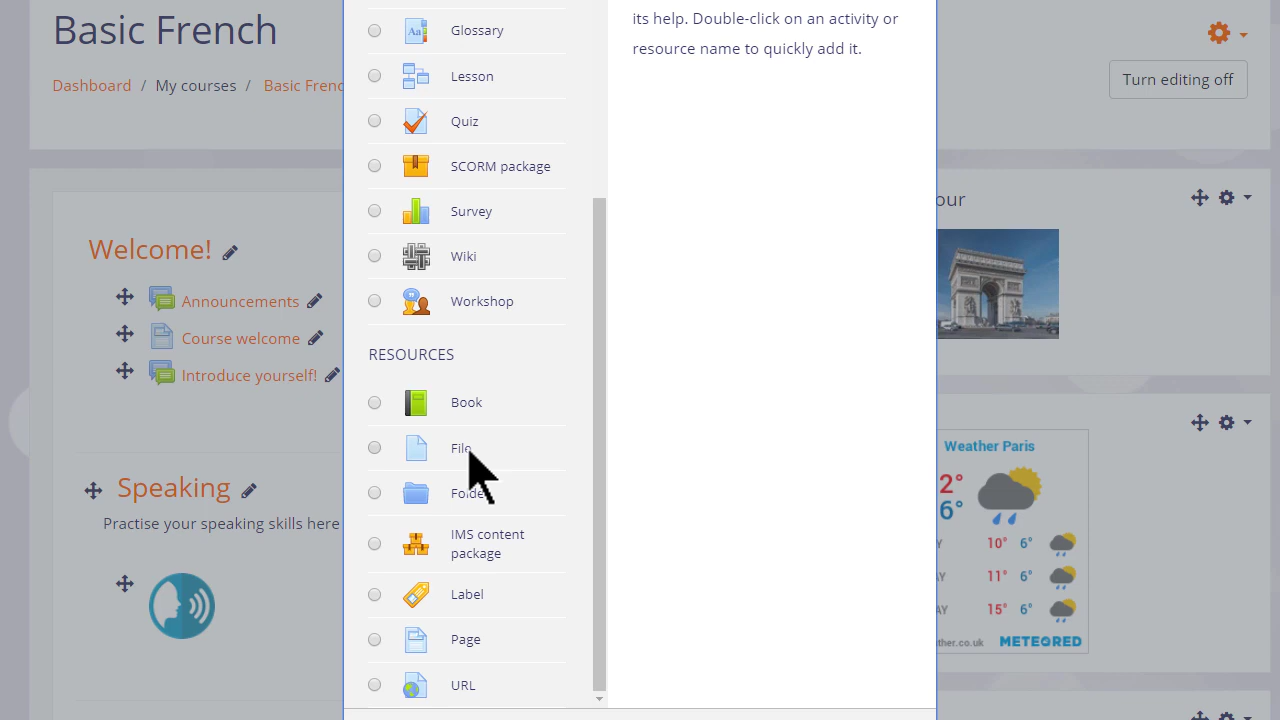 Basic French
Dashboard / My courses / Basic Frenc
Turn editing off
Glossary
Lesson
Quiz
SCORM package
Survey
Wiki
Workshop
RESOURCES
Book
File
Folde
IMS content
package
Label
Page
URL
its help. Double-click on an activity or
resource name to quickly add it.
Welcome!
Announcements
Course welcome
Introduce yourself!
Speaking
Practise your speaking skills here
our
Weather Paris
2°
6°
Y 10° 6°
AY 11° 6°
AY 15° 6°
ther.co.uk METEORED